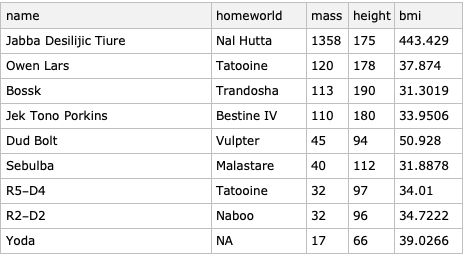 name homeworld mass height bmi
Jabba Desilijic Tiure Nal Hutta 1358 175 443.429
Owen Lars Tatooine 120 178 37.874
Bossk Trandosha 113 190 31.3019
Jek Tono Porkins Bestine IV 110 180 33.9506
Dud Bolt Vulpter 45 94 50.928
Sebulba Malastare 40 112 31.8878
R5–D4 Tatooine 32 97 34.01
R2–D2 Naboo 32 96 34.7222
Yoda NA 17 66 39.0266